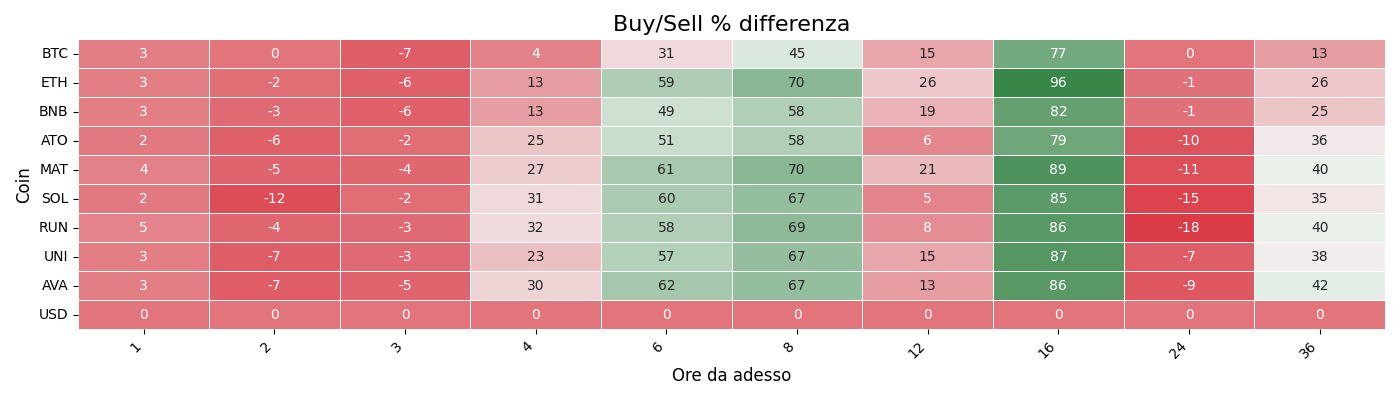 Buy/Sell % differenza
Coin
BTC 3 0 -7 4 31 45 15 77 0 13
ETH 3 -2 -6 13 59 70 26 96 -1 26
BNB 3 -3 -6 13 49 58 19 82 -1 25
ATO 2 -6 -2 25 51 58 6 79 -10 36
MAT 4 -5 -4 27 61 70 21 89 -11 40
SOL 2 -12 -2 31 60 67 5 85 -15 35
RUN 5 -4 -3 32 58 69 8 86 -18 40
UNI 3 -7 -3 23 57 67 15 87 -7 38
AVA 3 -7 -5 30 62 67 13 86 -9 42
USD 0 0 0 0 0 0 0 0 0 0
1 2 3 4 6 8 12 16 24 36
Ore da adesso